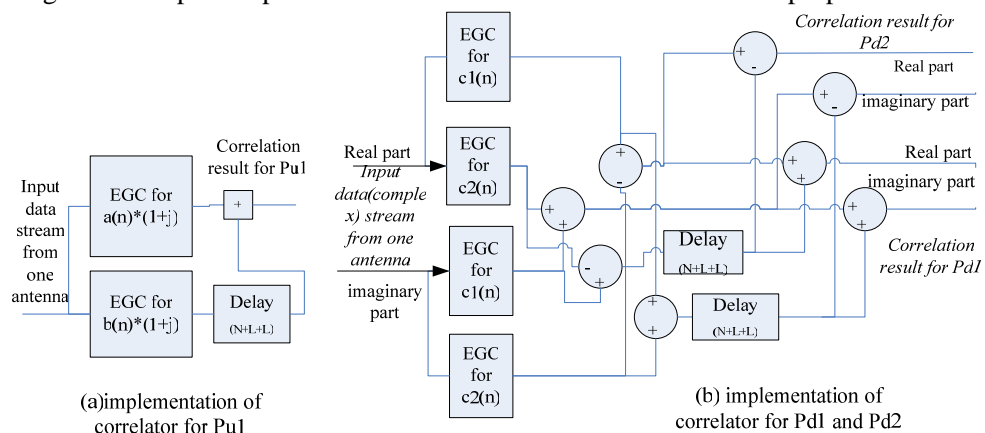 Input
data
stream
from
one
antenna
EGC for
a(n)*(1+j)
EGC for
b(n)*(1+j)
Correlation
result for Pu1
+
Delay
(N+L+L)
(a)implementation of
correlator for Pu1
Real part
Input
data(comple
x) stream
from one
antenna
imaginary
part
EGC
for
c1(n)
EGC
for
c2(n)
EGC
for
c1(n)
EGC
for
c2(n)
+
-
+
+
-
+
+
+
Delay
(N+L+L)
Delay
(N+L+L)
+
-
+
-
+
+
+
+
Correlation result for
Pd2
Real part
imaginary part
Real part
imaginary part
Correlation
result for Pd1
(b) implementation of
correlator for Pd1 and Pd2